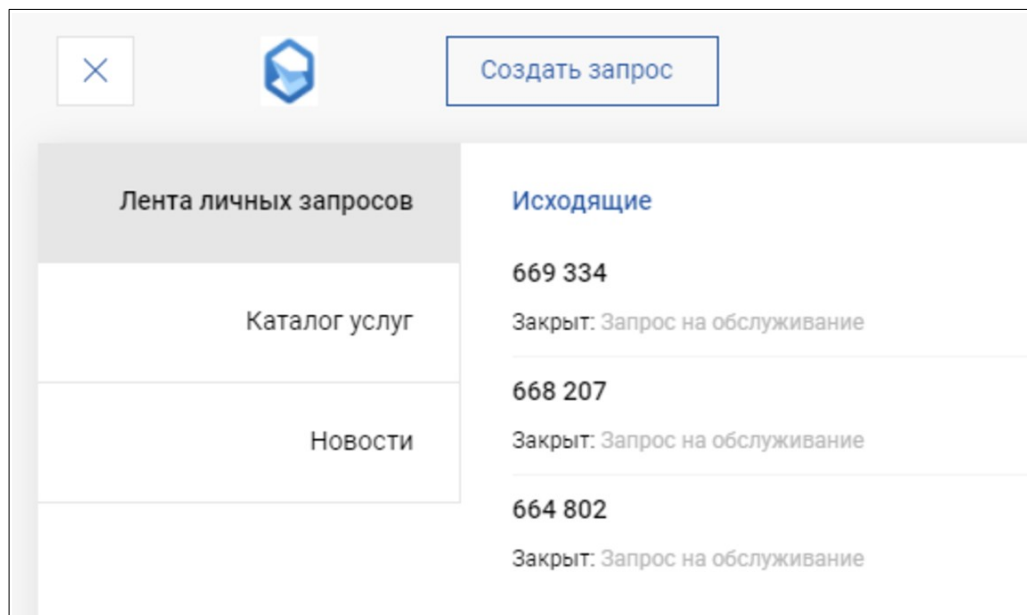 Создать запрос
Лента личных запросов
Каталог услуг
Новости
Исходящие
669 334
Закрыт: Запрос на обслуживание
668 207
Закрыт: Запрос на обслуживание
664 802
Закрыт: Запрос на обслуживание